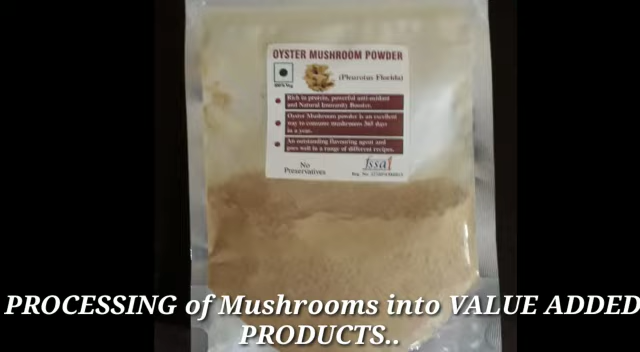 OYSTER MUSHROOM POWDER
100% Veg
(Pleurotus Florida)
Rich in protein, powerful anti-oxidant
and Natural Immunity Booster.
Oyster Mushroom powder is an excellent
way to consume mushrooms 365 days
in a year.
An outstanding flavouring agent and
goes well in a range of different recipes.
No
Preservatives
fssai
PROCESSING of Mushrooms into VALUE ADDED
PRODUCTS..